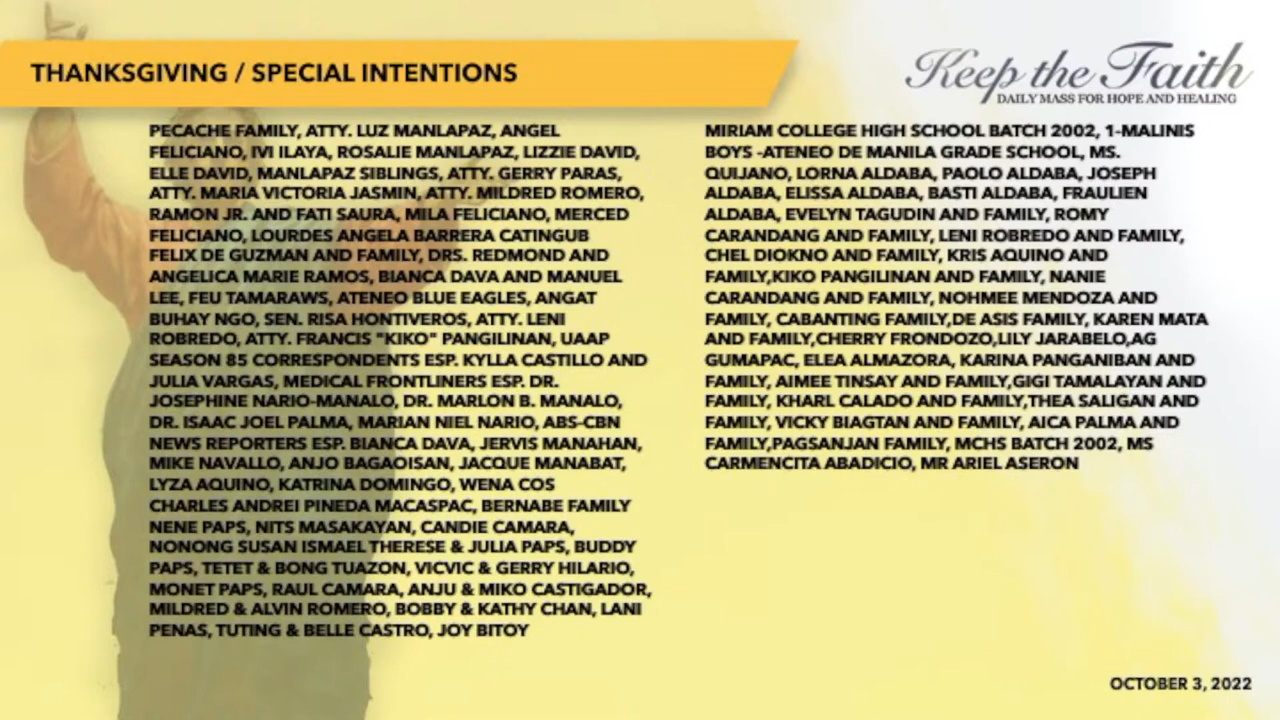 THANKSGIVING / SPECIAL INTENTIONS
Keep the Faith
DAILY MASS FOR HOPE AND HEALING
PECACHE FAMILY, ATTY. LUZ MANLAPAZ, ANGEL
FELICIANO, IVI ILAYA, ROSALIE MANLAPAZ, LIZZIE DAVID,
ELLE DAVID, MANLAPAZ SIBLINGS, ATTY. GERRY PARAS,
ATTY. MARIA VICTORIA JASMIN, ATTY. MILDRED ROMERO,
RAMON JR. AND FATI SAURA, MILA FELICIANO, MERCED
FELICIANO, LOURDES ANGELA BARRERA CATINGUB
FELIX DE GUZMAN AND FAMILY, DRS. REDMOND AND
ANGELICA MARIE RAMOS, BIANCA DAVA AND MANUEL
LEE, FEU TAMARAWS, ATENEO BLUE EAGLES, ANGAT
BUHAY NGO, SEN. RISA HONTIVEROS, ATTY. LENI
ROBREDO, ATTY. FRANCIS "KIKO" PANGILINAN, UAAP
SEASON 85 CORRESPONDENTS ESP. KYLLA CASTILLO AND
JULIA VARGAS, MEDICAL FRONTLINERS ESP. DR.
JOSEPHINE NARIO-MANALO, DR. MARLON B. MANALO,
DR. ISAAC JOEL PALMA, MARIAN NIEL NARIO, ABS-CBN
NEWS REPORTERS ESP. BIANCA DAVA, JERVIS MANAHAN,
MIKE NAVALLO, ANJO BAGAOISAN, JACQUE MANABAT,
LYZA AQUINO, KATRINA DOMINGO, WENA COS
CHARLES ANDREI PINEDA MACASPAC, BERNABE FAMILY
NENE PAPS, NITS MASAKAYAN, CANDIE CAMARA,
NONONG SUSAN ISMAEL THERESE & JULIA PAPS, BUDDY
PAPS, TETET & BONG TUAZON, VICVIC & GERRY HILARIO,
MONET PAPS, RAUL CAMARA, ANJU & MIKO CASTIGADOR,
MILDRED & ALVIN ROMERO, BOBBY & KATHY CHAN, LANI
PENAS, TUTING & BELLE CASTRO, JOY BITOY
MIRIAM COLLEGE HIGH SCHOOL BATCH 2002, 1-MALINIS
BOYS -ATENEO DE MANILA GRADE SCHOOL, MS.
QUIJANO, LORNA ALDABA, PAOLO ALDABA, JOSEPH
ALDABA, ELISSA ALDABA, BASTI ALDABA, FRAULIEN
ALDABA, EVELYN TAGUDIN AND FAMILY, ROMY
CARANDANG AND FAMILY, LENI ROBREDO AND FAMILY,
CHEL DIOKNO AND FAMILY, KRIS AQUINO AND
FAMILY,KIKO PANGILINAN AND FAMILY, NANIE
CARANDANG AND FAMILY, NOHMEE MENDOZA AND
FAMILY, CABANTING FAMILY,DE ASIS FAMILY, KAREN MATA
AND FAMILY,CHERRY FRONDOZO,LILY JARABELO,AG
GUMAPAC, ELEA ALMAZORA, KARINA PANGANIBAN AND
FAMILY, AIMEE TINSAY AND FAMILY,GIGI TAMALAYAN AND
FAMILY, KHARL CALADO AND FAMILY,THEA SALIGAN AND
FAMILY, VICKY BIAGTAN AND FAMILY, AICA PALMA AND
FAMILY,PAGSANJAN FAMILY, MCHS BATCH 2002, MS
CARMENCITA ABADICIO, MR ARIEL ASERON
OCTOBER 3, 2022